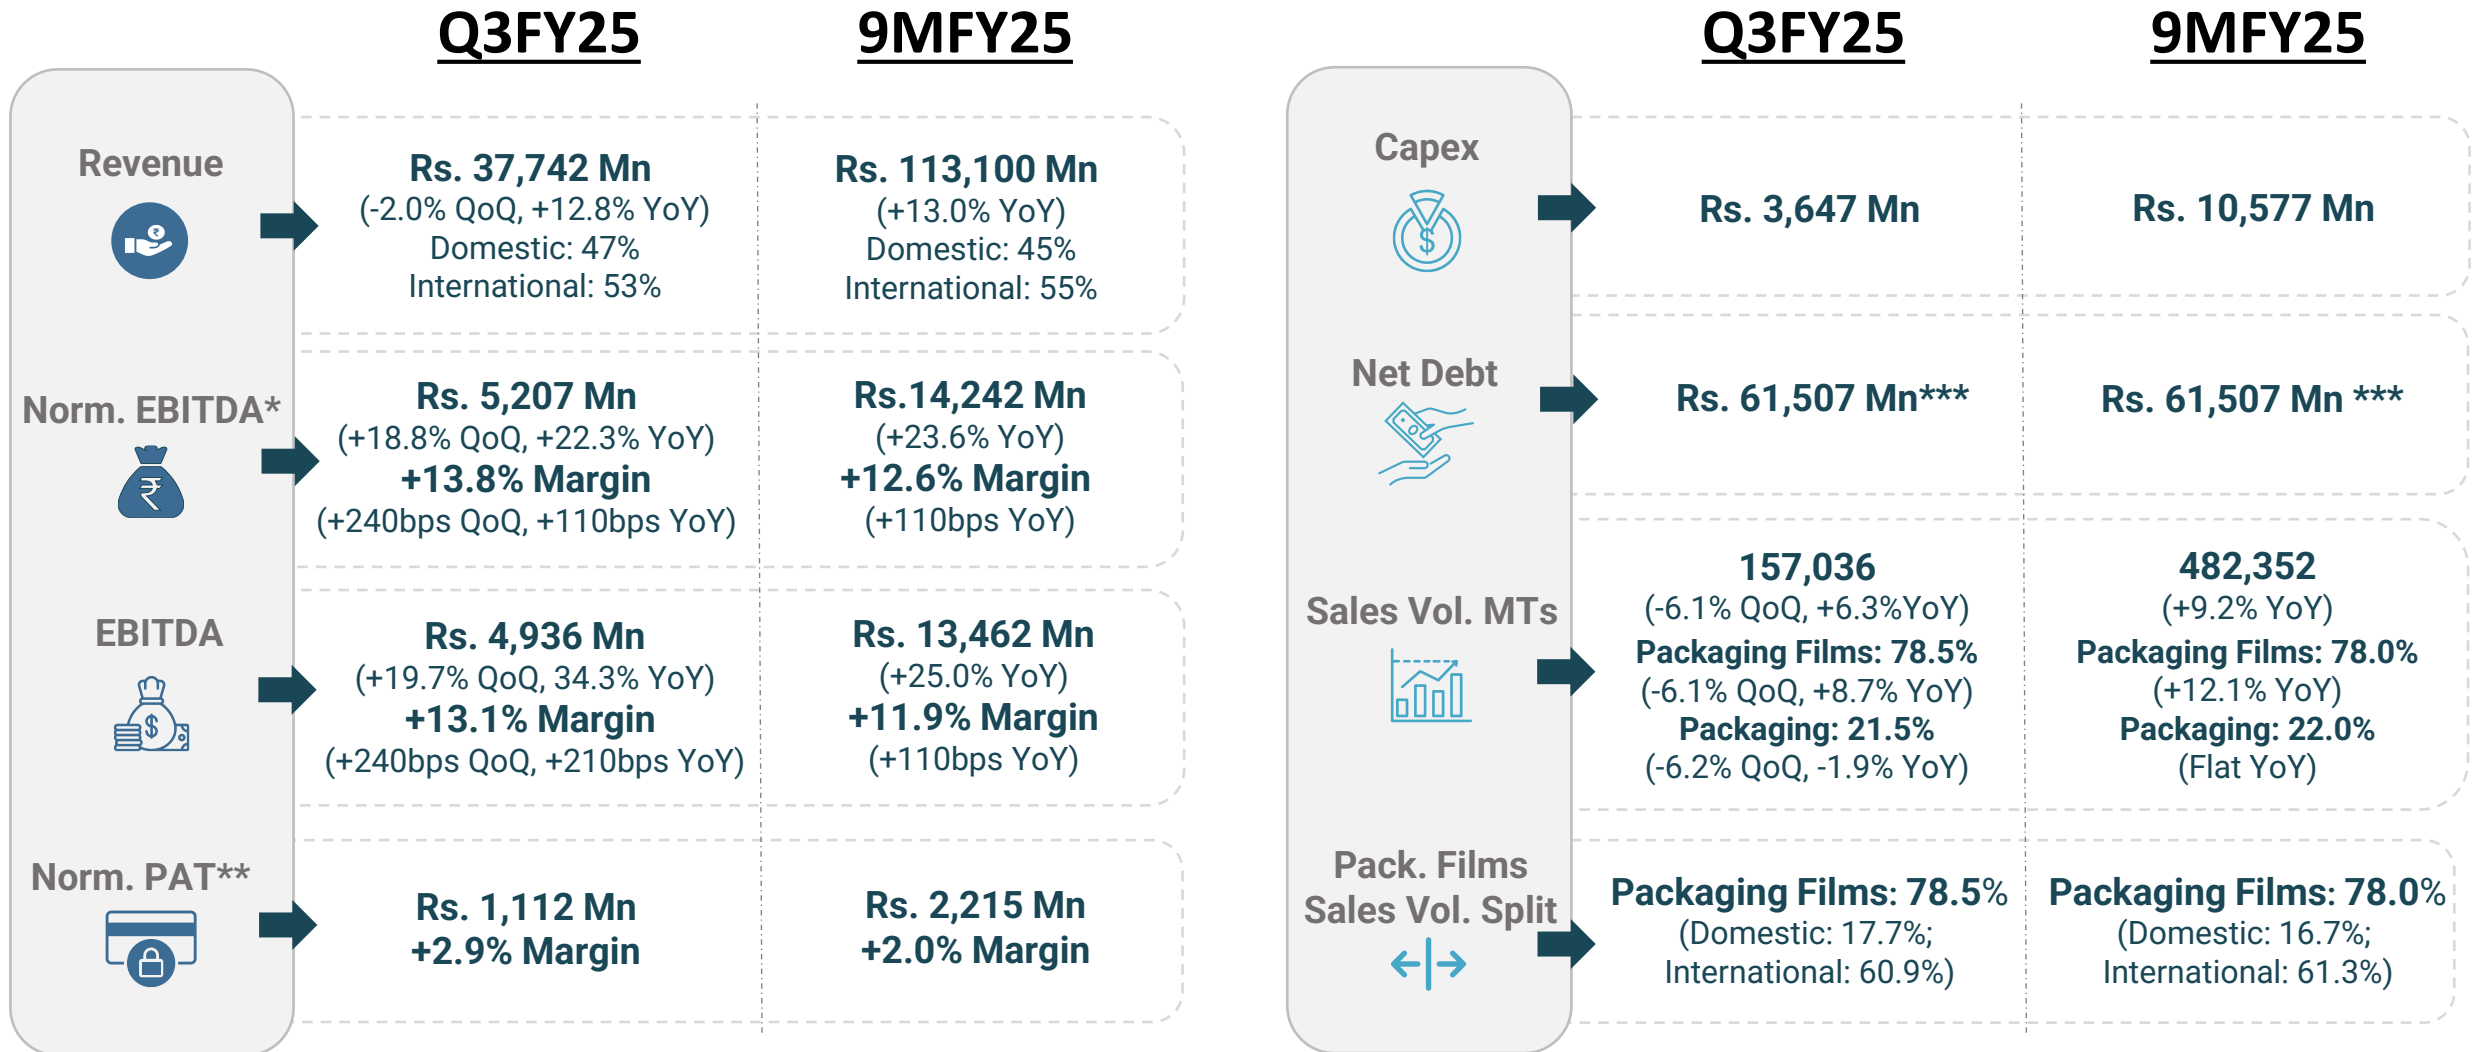 Q3FY25
9MFY25
Revenue
Rs. 37,742 Mn
(-2.0% QoQ, +12.8% YoY)
Domestic: 47%
International: 53%
Rs. 113,100 Mn
(+13.0% YoY)
Domestic: 45%
International: 55%
Norm. EBITDA*
Rs. 5,207 Mn
(+18.8% QoQ, +22.3% YoY)
+13.8% Margin
(+240bps QoQ, +110bps YoY)
Rs.14,242 Mn
(+23.6% YoY)
+12.6% Margin
(+110bps YoY)
EBITDA
Rs. 4,936 Mn
(+19.7% QoQ, 34.3% YoY)
+13.1% Margin
(+240bps QoQ, +210bps YoY)
Rs. 13,462 Mn
(+25.0% YoY)
+11.9% Margin
(+110bps YoY)
Norm. PAT**
Rs. 1,112 Mn
+2.9% Margin
Rs. 2,215 Mn
+2.0% Margin
Q3FY25
9MFY25
Capex
Rs. 3,647 Mn
Rs. 10,577 Mn
Net Debt
Rs. 61,507 Mn***
Rs. 61,507 Mn ***
Sales Vol. MTs
157,036
(-6.1% QoQ, +6.3%YoY)
Packaging Films: 78.5%
(-6.1% QoQ, +8.7% YoY)
Packaging: 21.5%
(-6.2% QoQ, -1.9% YoY)
482,352
(+9.2% YoY)
Packaging Films: 78.0%
(+12.1% YoY)
Packaging: 22.0%
(Flat YoY)
Pack. Films
Sales Vol. Split
Packaging Films: 78.5%
(Domestic: 17.7%;
International: 60.9%)
Packaging Films: 78.0%
(Domestic: 16.7%;
International: 61.3%)